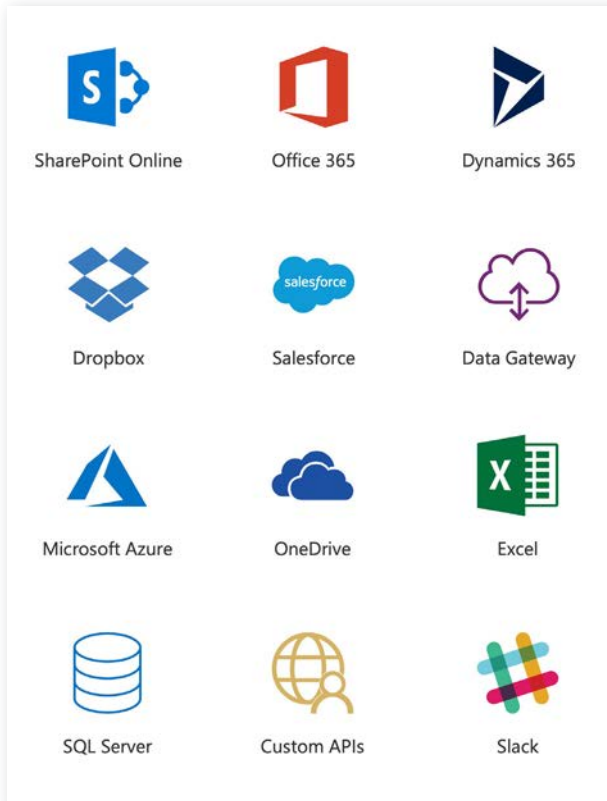 S
SharePoint Online
Office 365
Dynamics 365
Dropbox
salesforce
Salesforce
Data Gateway
Microsoft Azure
OneDrive
X
Excel
SQL Server
Custom APIs
Slack